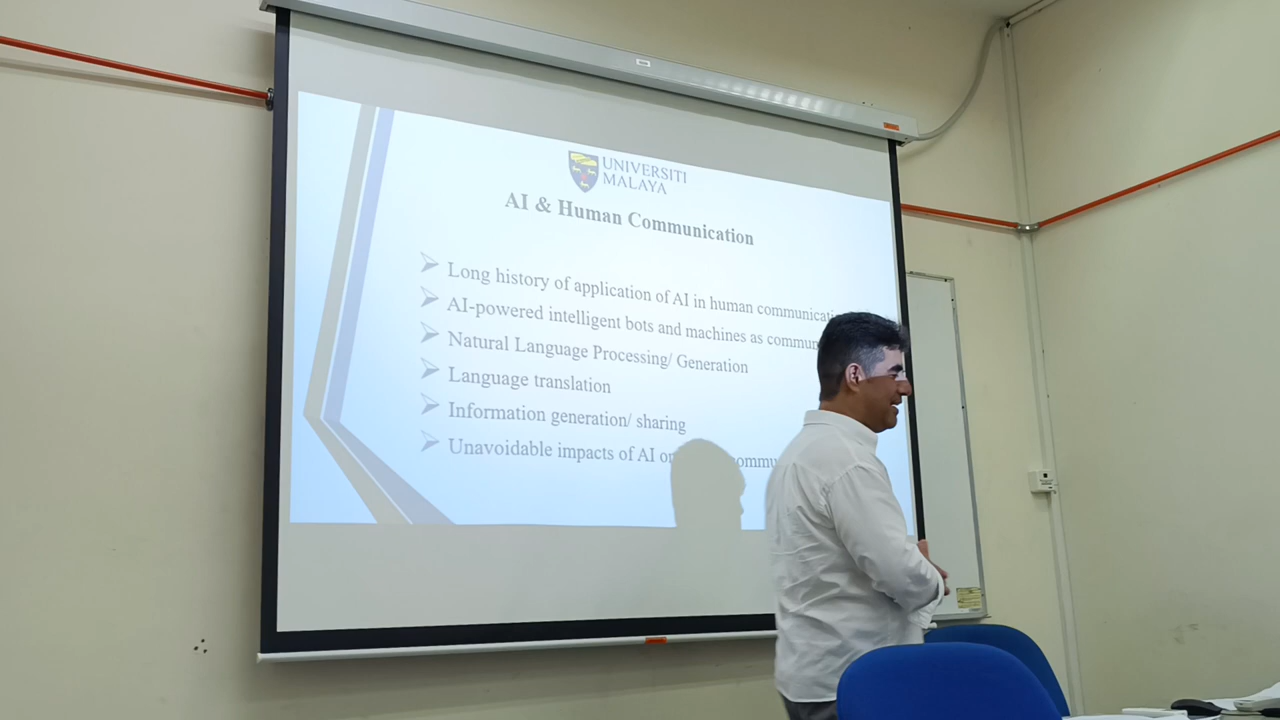 UNIVERSITI
MALAYA
AI & Human Communication
Long history of application of AI in human
AI-powered intelligent bots and machines as
Natural Language Processing/ Generation
Language translation
Information generation/ sharing
Unavoidable impacts of AI